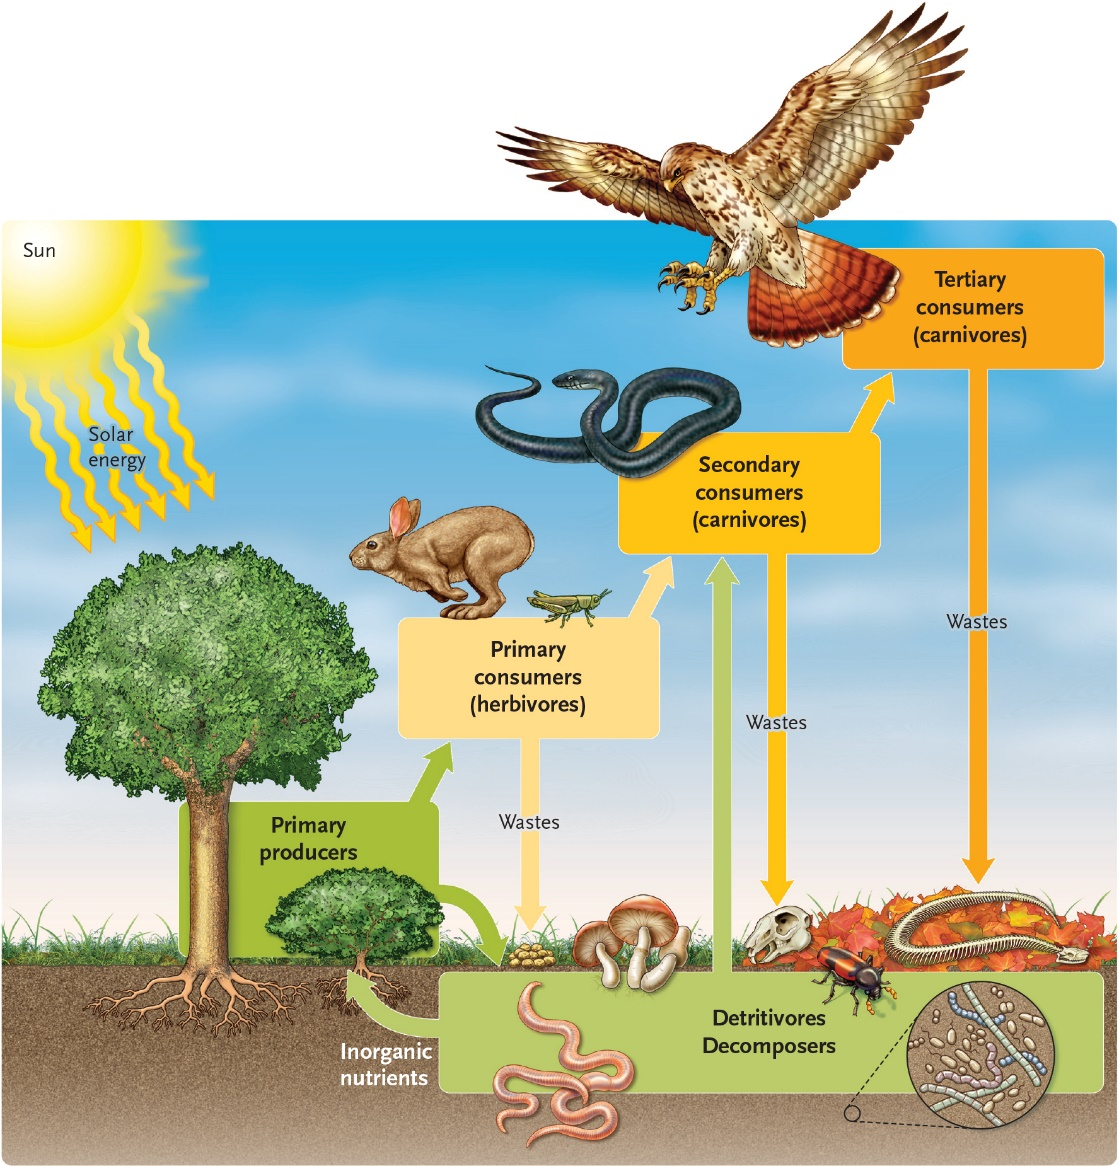 Sun
Solar
energy
Tertiary
consumers
(carnivores)
Secondary
consumers
(carnivores)
Primary
consumers
(herbivores)
Wastes
Wastes
Wastes
Primary
producers
Detritivores
Decomposers
Inorganic
nutrients